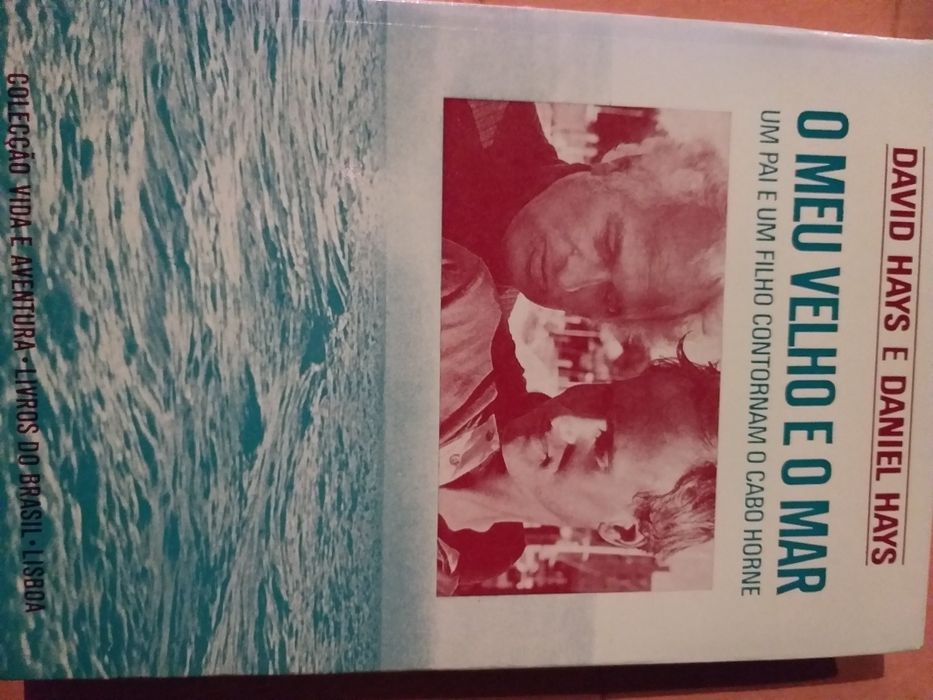 DAVID HAYS E DANIEL HAYS
O MEU VELHO E O MAR
UM PAI E UM FILHO CONTORNAM O CABO HORNE
COLECÇÃO VIDA E AVENTURA • LIVROS DO BRASIL • LISBOA